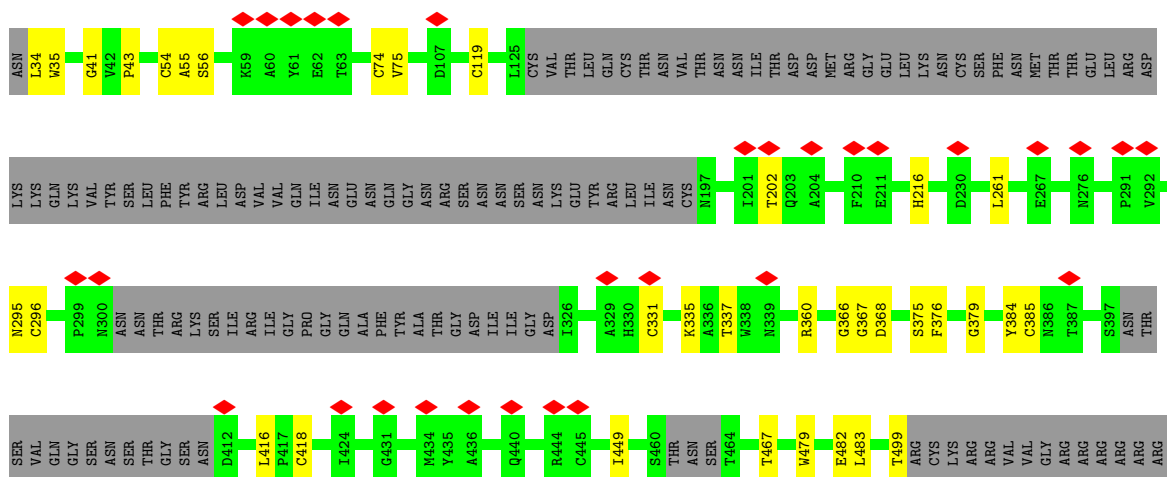 ASN L34 W35 G41 V42 P43 C54 A55 S56 K59 A60 Y61 E62 T63 C74 V75 D107 C119 L125 CYS VAL THR LEU GLN CYS THR ASN VAL THR ASN ASN ILE THR ASP ASP MET ARG GLY GLU LEU LYS ASN CYS SER PHE ASN MET THR THR GLU LEU ARG ASP
LYS LYS GLN LYS VAL TYR SER LEU PHE TYR ARG LEU ASP VAL VAL GLN ILE ASN GLU ASN GLN GLY ASN ARG SER ASN ASN SER ASN LYS GLU TYR ARG LEU ILE ASN CYS N197 I201 T202 Q203 A204 F210 E211 H216 D230 L261 E267 N276 P291 V292
N295 C296 P299 N300 ASN ASN THR ARG LYS SER ILE ARG ILE GLY PRO GLY GLN ALA PHE TYR ALA THR GLY ASP ILE ILE GLY ASP I326 A329 H330 C331 K335 A336 T337 W338 N339 R360 G366 G367 D368 S375 F376 G379 Y384 C385 N386 T387 S397 ASN THR
SER VAL GLN GLY SER ASN SER THR GLY SER ASN D412 L416 P417 C418 I424 G431 M434 Y435 A436 Q440 R444 C445 I449 S460 THR ASN SER T464 T467 W479 E482 L483 T499 ARG CYS LYS ARG ARG VAL VAL GLY ARG ARG ARG ARG ARG ARG